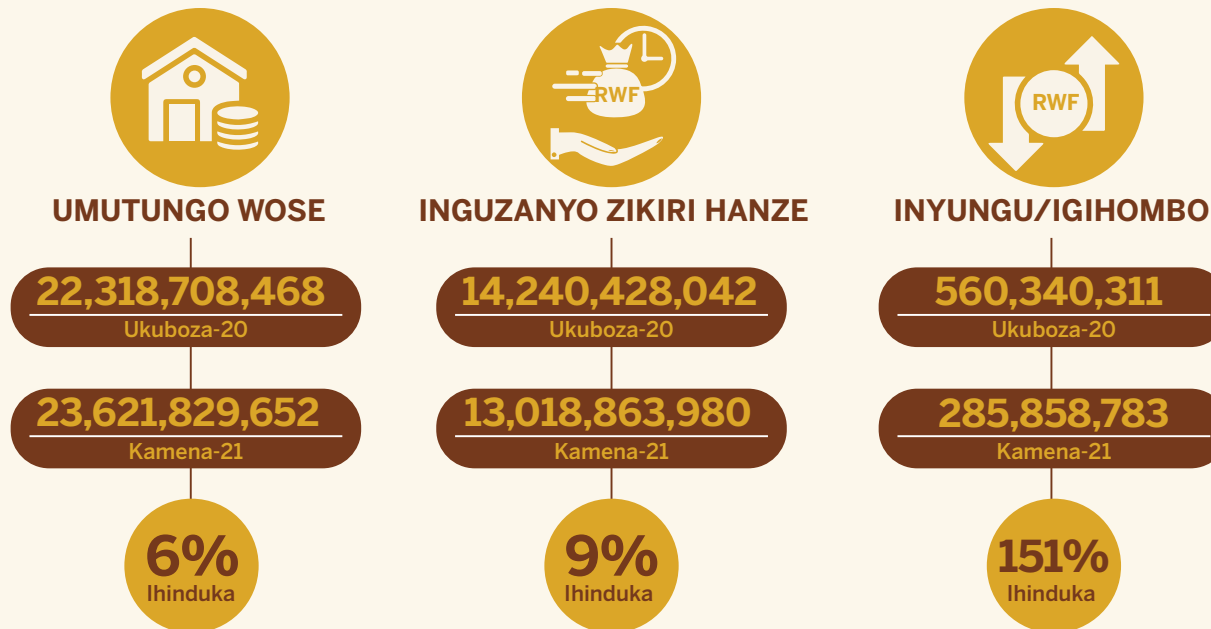 RWF
RWF
UMUTUNGO WOSE
INGUZANYO ZIKIRI HANZE
INYUNGU/IGIHOMBO
22,318,708,468
Ukuboza-20
14,240,428,042
Ukuboza-20
560,340,311
Ukuboza-20
23,621,829,652
Kamena-21
13,018,863,980
Kamena-21
285,858,783
Kamena-21
6%
Ihinduka
9%
Ihinduka
151%
Ihinduka